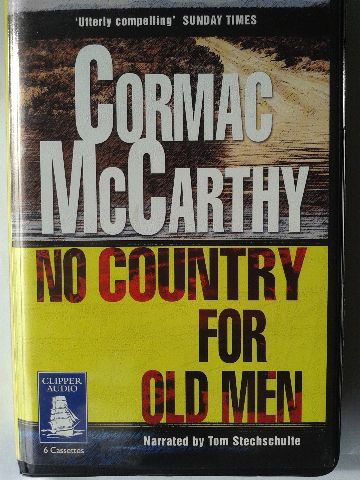 'Utterly compelling' SUNDAY TIMES
CORMAC
MCCARTHY
NO COUNTRY
FOR
OLD MEN
CLIPPER
AUDIO
6 Cassettes
Narrated by Tom Stechschulte